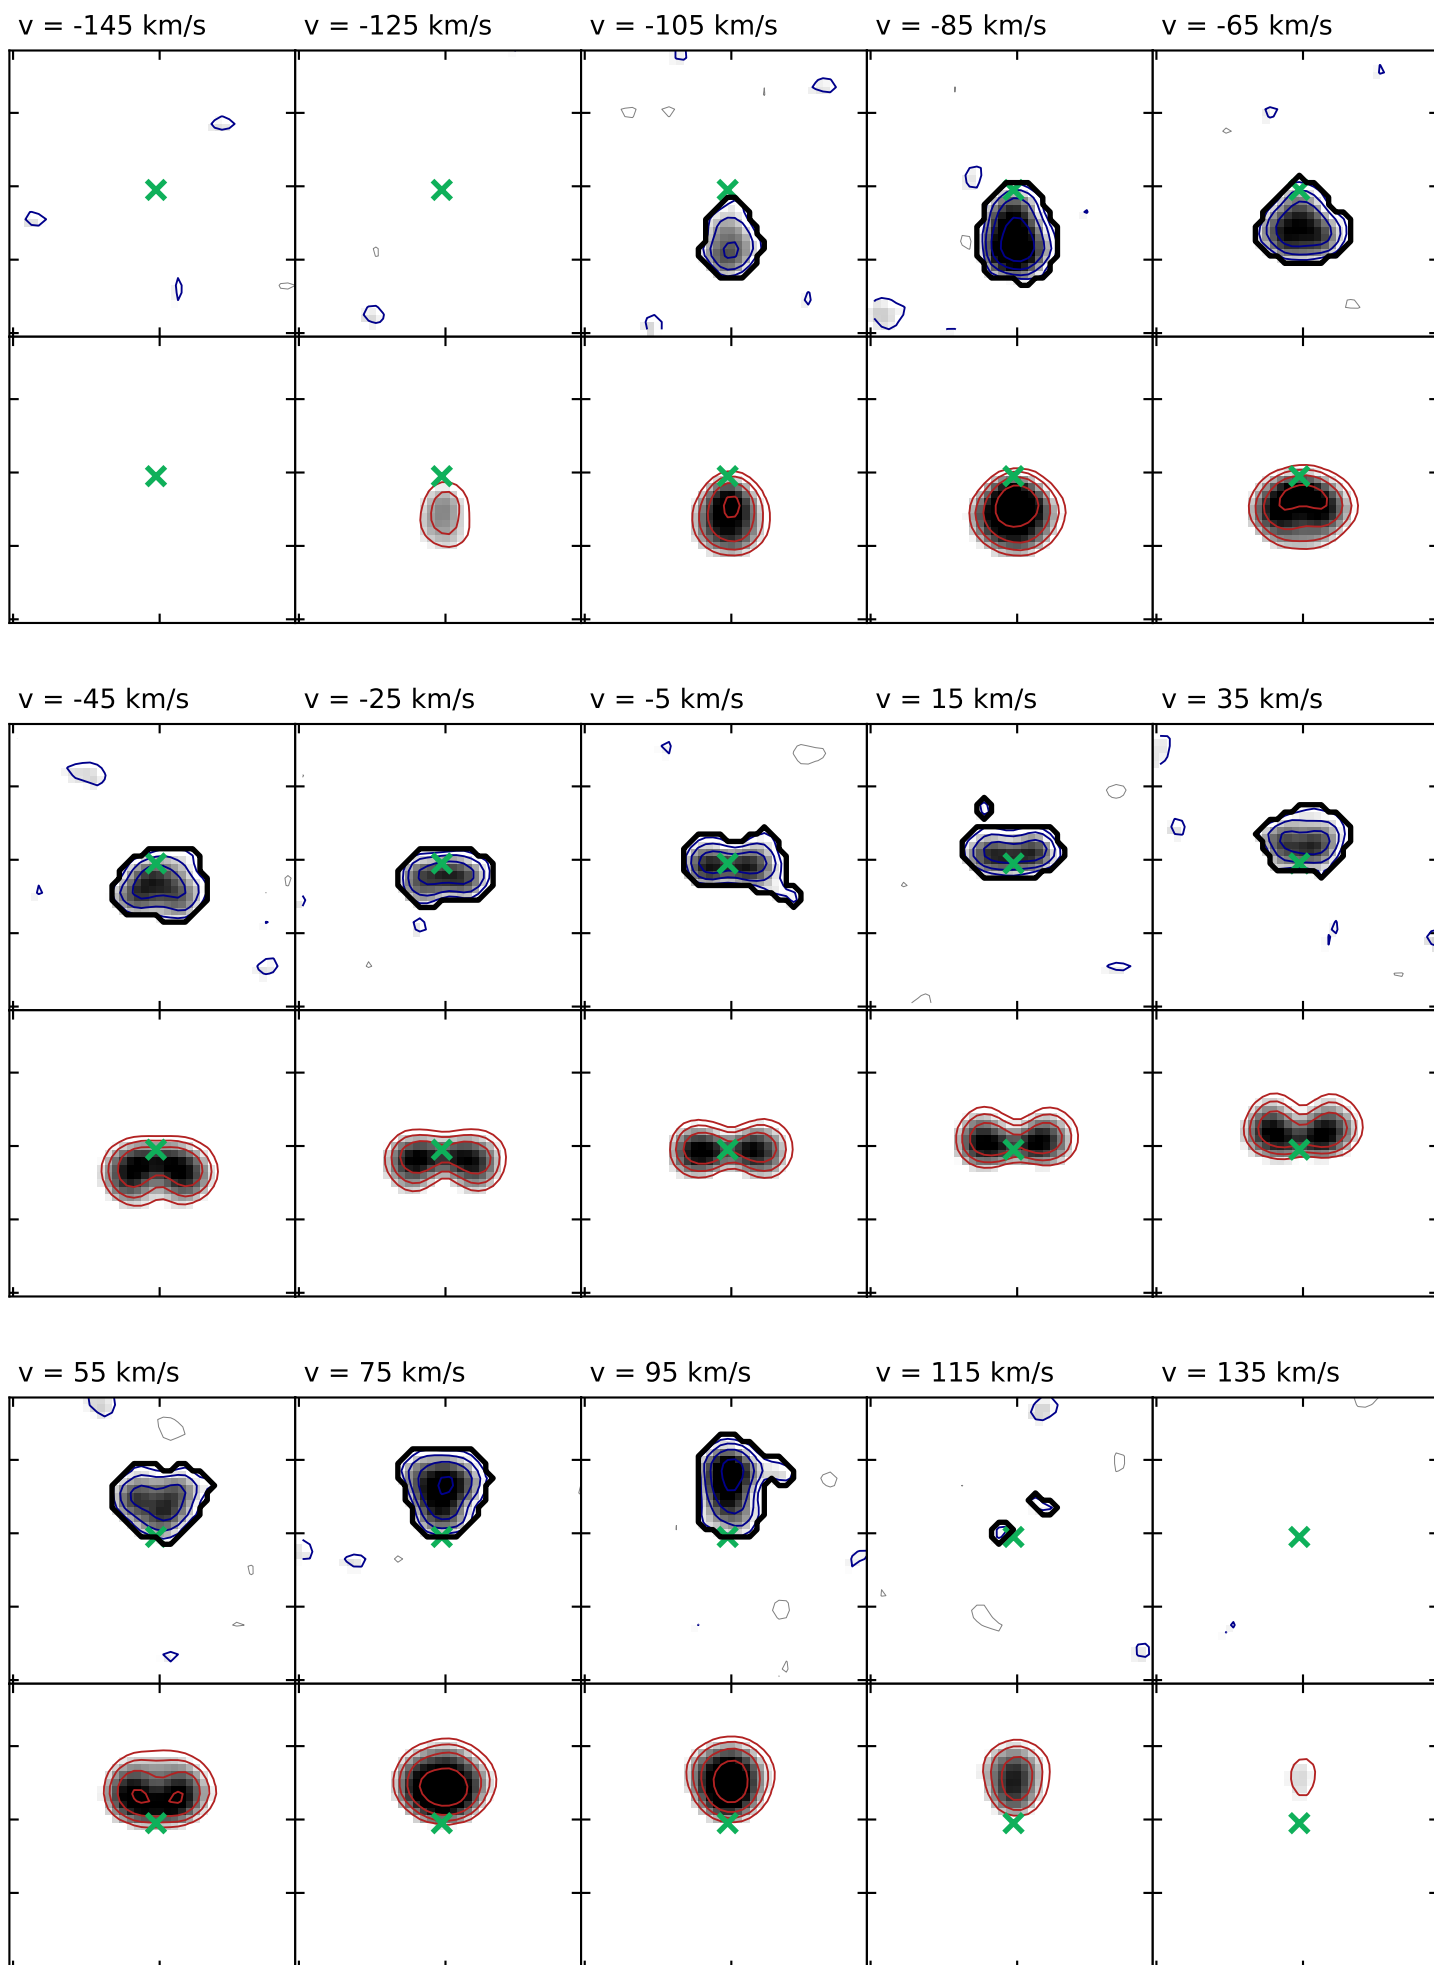 v = -145 km/s
v = -125 km/s
v = -105 km/s
v = -85 km/s
v = -65 km/s
v = -45 km/s
v = -25 km/s
v = -5 km/s
v = 15 km/s
v = 35 km/s
v = 55 km/s
v = 75 km/s
v = 95 km/s
v = 115 km/s
v = 135 km/s